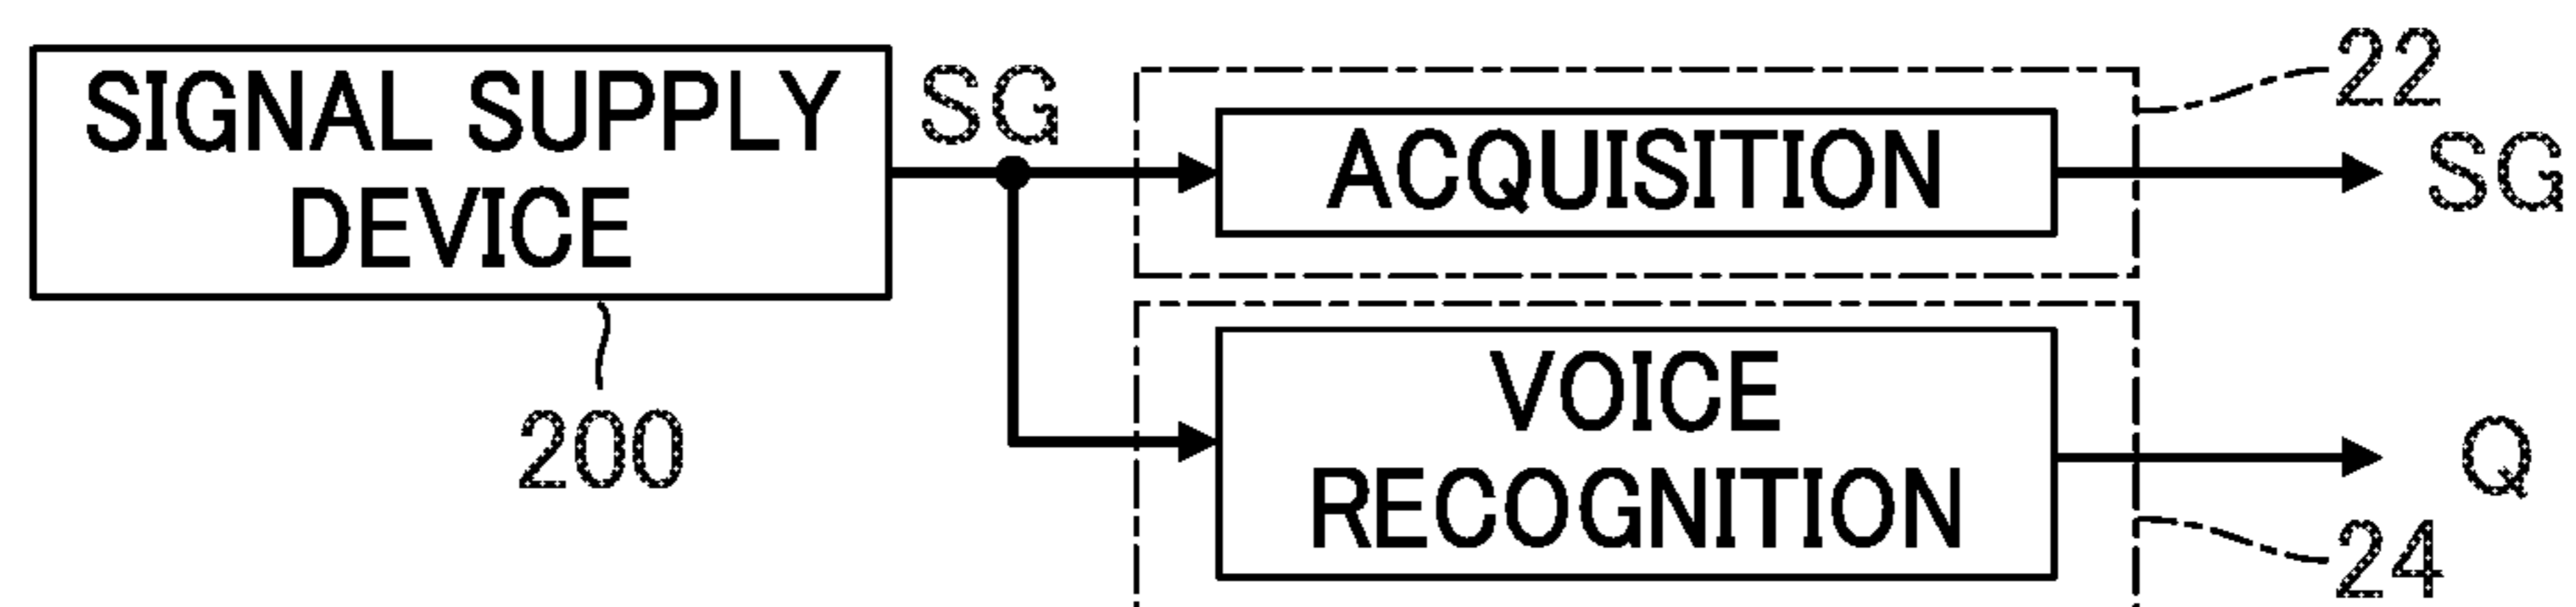 SIGNAL SUPPLY
DEVICE
200
SG
ACQUISITION
22
SG
VOICE
RECOGNITION
Q
24